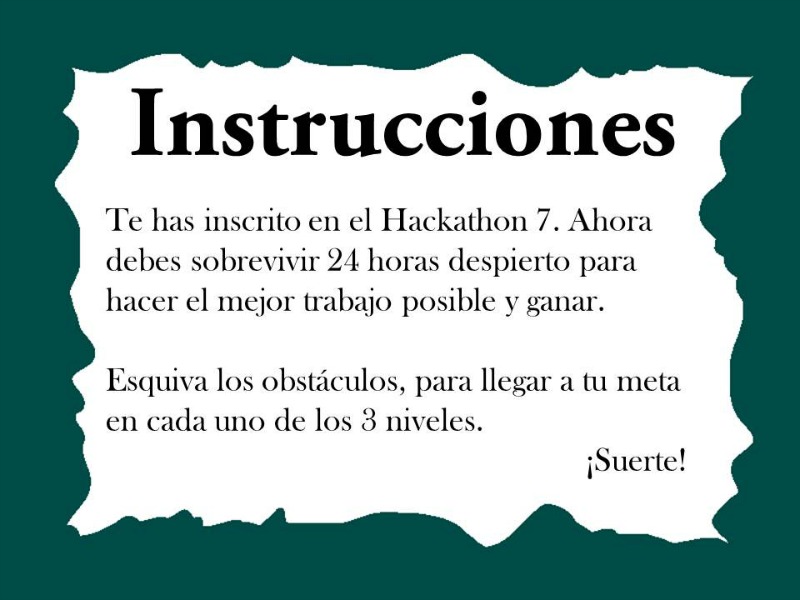 Instrucciones
Te has inscrito en el Hackathon 7. Ahora
debes sobrevivir 24 horas despierto para
hacer el mejor trabajo posible y ganar.
Esquiva los obstáculos, para llegar a tu meta
en cada uno de los 3 niveles.
¡Suerte!